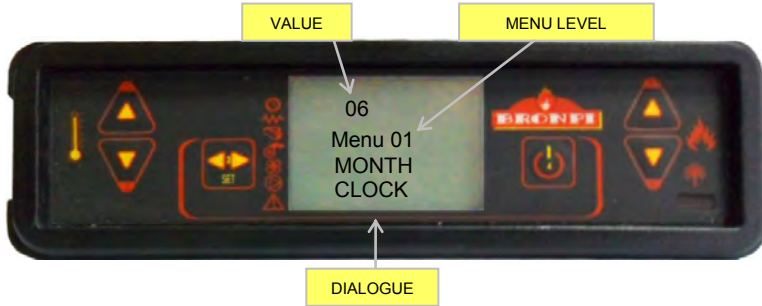 VALUE
MENU LEVEL
06
Menu 01
MONTH
CLOCK
BRONPI
SET
DIALOGUE